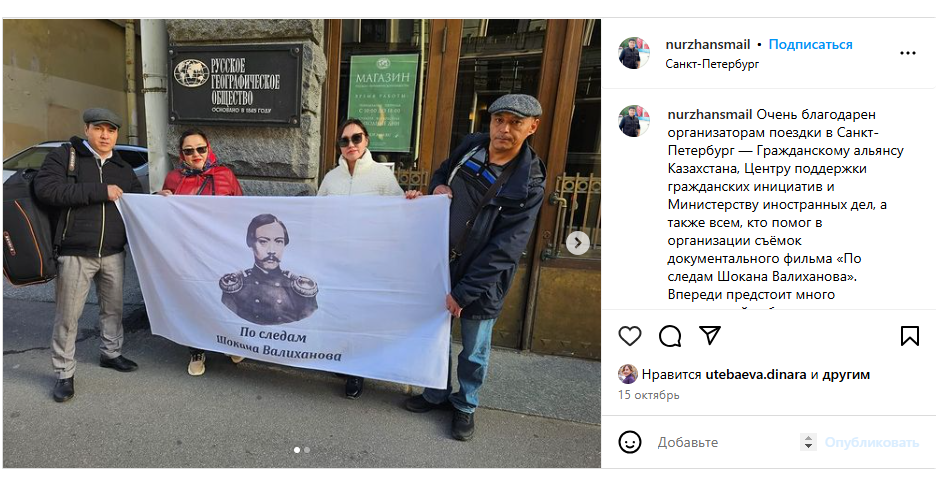 РУССКОЕ
ГЕОГРАФИЧЕСКОЕ
ОБЩЕСТВО
ОСНОВАНО В 1845 ГОДУ
МАГАЗИН
ВРЕМЯ РАБОТЫ
По следам
Шокана Валиханова
nurzhansmail • Подписаться
Санкт-Петербург
nurzhansmail Очень благодарен
организаторам поездки в Санкт-
Петербург — Гражданскому альянсу
Казахстана, Центру поддержки
гражданских инициатив и
Министерству иностранных дел, а
также всем, кто помог в
организации съёмок
документального фильма «По
следам Шокана Валиханова».
Впереди предстоит много
Нравится utebaeva.dinara и другим
15 октябрь
Добавьте
Опубликовать